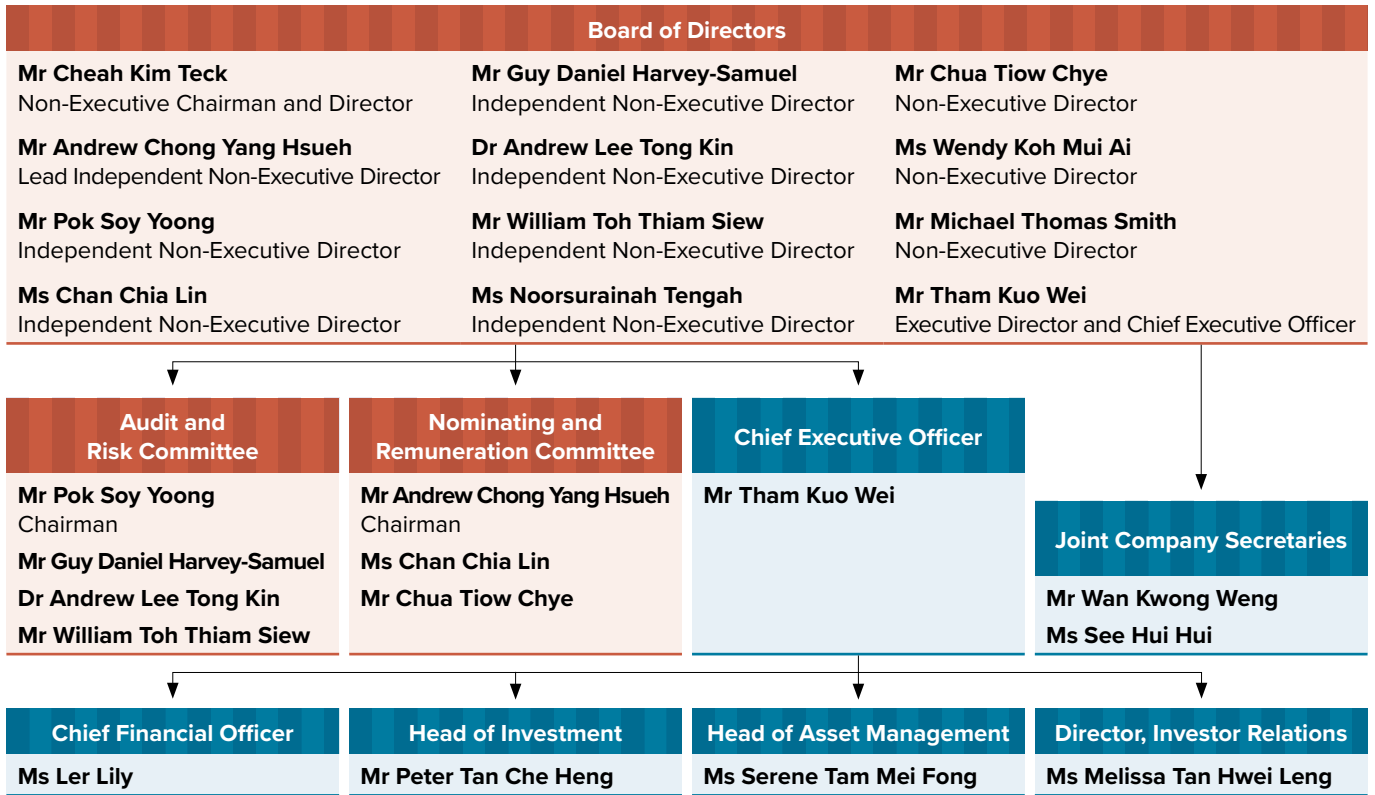 Board of Directors
Mr Cheah Kim Teck
Non-Executive Chairman and Director
Mr Andrew Chong Yang Hsueh
Lead Independent Non-Executive Director
Mr Pok Soy Yoong
Independent Non-Executive Director
Ms Chan Chia Lin
Independent Non-Executive Director
Mr Guy Daniel Harvey-Samuel
Independent Non-Executive Director
Dr Andrew Lee Tong Kin
Independent Non-Executive Director
Mr William Toh Thiam Siew
Independent Non-Executive Director
Ms Noorsurainah Tengah
Independent Non-Executive Director
Mr Chua Tiow Chye
Non-Executive Director
Ms Wendy Koh Mui Ai
Non-Executive Director
Mr Michael Thomas Smith
Non-Executive Director
Mr Tham Kuo Wei
Executive Director and Chief Executive Officer
Audit and
Risk Committee
Mr Pok Soy Yoong
Chairman
Mr Guy Daniel Harvey-Samuel
Dr Andrew Lee Tong Kin
Mr William Toh Thiam Siew
Nominating and
Remuneration Committee
Mr Andrew Chong Yang Hsueh
Chairman
Ms Chan Chia Lin
Mr Chua Tiow Chye
Chief Executive Officer
Mr Tham Kuo Wei
Joint Company Secretaries
Mr Wan Kwong Weng
Ms See Hui Hui
Chief Financial Officer
Ms Ler Lily
Head of Investment
Mr Peter Tan Che Heng
Head of Asset Management
Ms Serene Tam Mei Fong
Director, Investor Relations
Ms Melissa Tan Hwei Leng